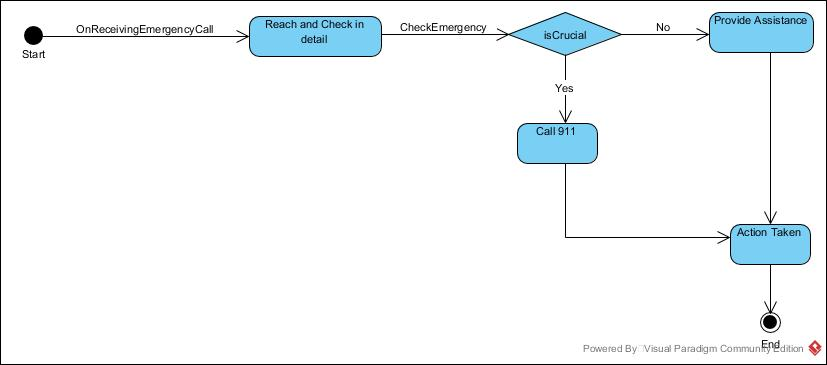 OnReceivingEmergencyCall
Start
Reach and Check in
detail
CheckEmergency
isCrucial
No
Provide Assistance
Yes
Call 911
Action Taken
End
Powered By Visual Paradigm Community Edition